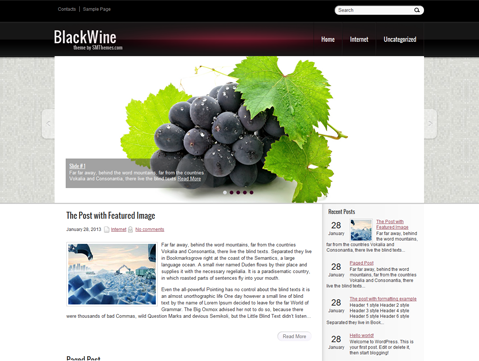 Contacts
Sample Page
Search
BlackWine
theme by SMThemes.com
Home
Internet
Uncategorized
Slide #1
Far far away, behind the word mountains, far from the countries
Vokalia and Consonantia, there live the blind texts. Read More
The Post with Featured Image
January 28, 2013
Internet
No comments
Far far away, behind the word mountains, far from the countries
Vokalia and Consonantia, there live the blind texts. Separated they live
in Bookmarksgrove right at the coast of the Semantics, a large
language ocean. A small river named Duden flows by their place and
supplies it with the necessary regelialia. It is a paradisematic country,
in which roasted parts of sentences fly into your mouth.
Even the all-powerful Pointing has no control about the blind texts it is
an almost unorthographic life One day however a small line of blind
text by the name of Lorem Ipsum decided to leave for the far World of
Grammar. The Big Oxmox advised her not to do so, because there
were thousands of bad Commas, wild Question Marks and devious Semikoli, but the Little Blind Text didn't listen...
Read More
Paged Post
Recent Posts
28
January
The Post with
Featured Image
Far far away, behind
the word mountains,
far from the countries Vokalia and
Consonantia, there live the blind
texts...
28
January
Paged Post
Far far away, behind the
word mountains, far
from the countries Vokalia and
Consonantia, there live the blind
texts...
28
January
The post with formatting example
Header 1 Header 2 Header
3 Header 4 Header 5 Header 6
Separated they live in Book...
28
January
Hello world!
Welcome to WordPress. This is
your first post. Edit or delete it,
then start blogging!